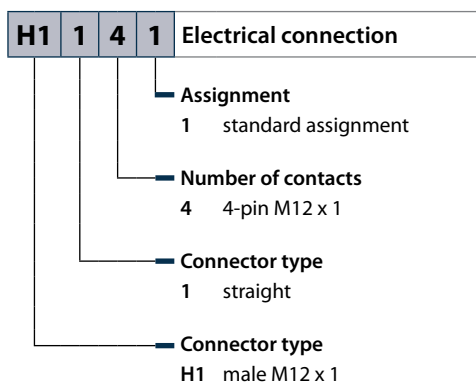 H1 1 4 1 Electrical connection
Assignment
1 standard assignment
Number of contacts
4 4-pin M12 x 1
Connector type
1 straight
Connector type
H1 male M12 x 1